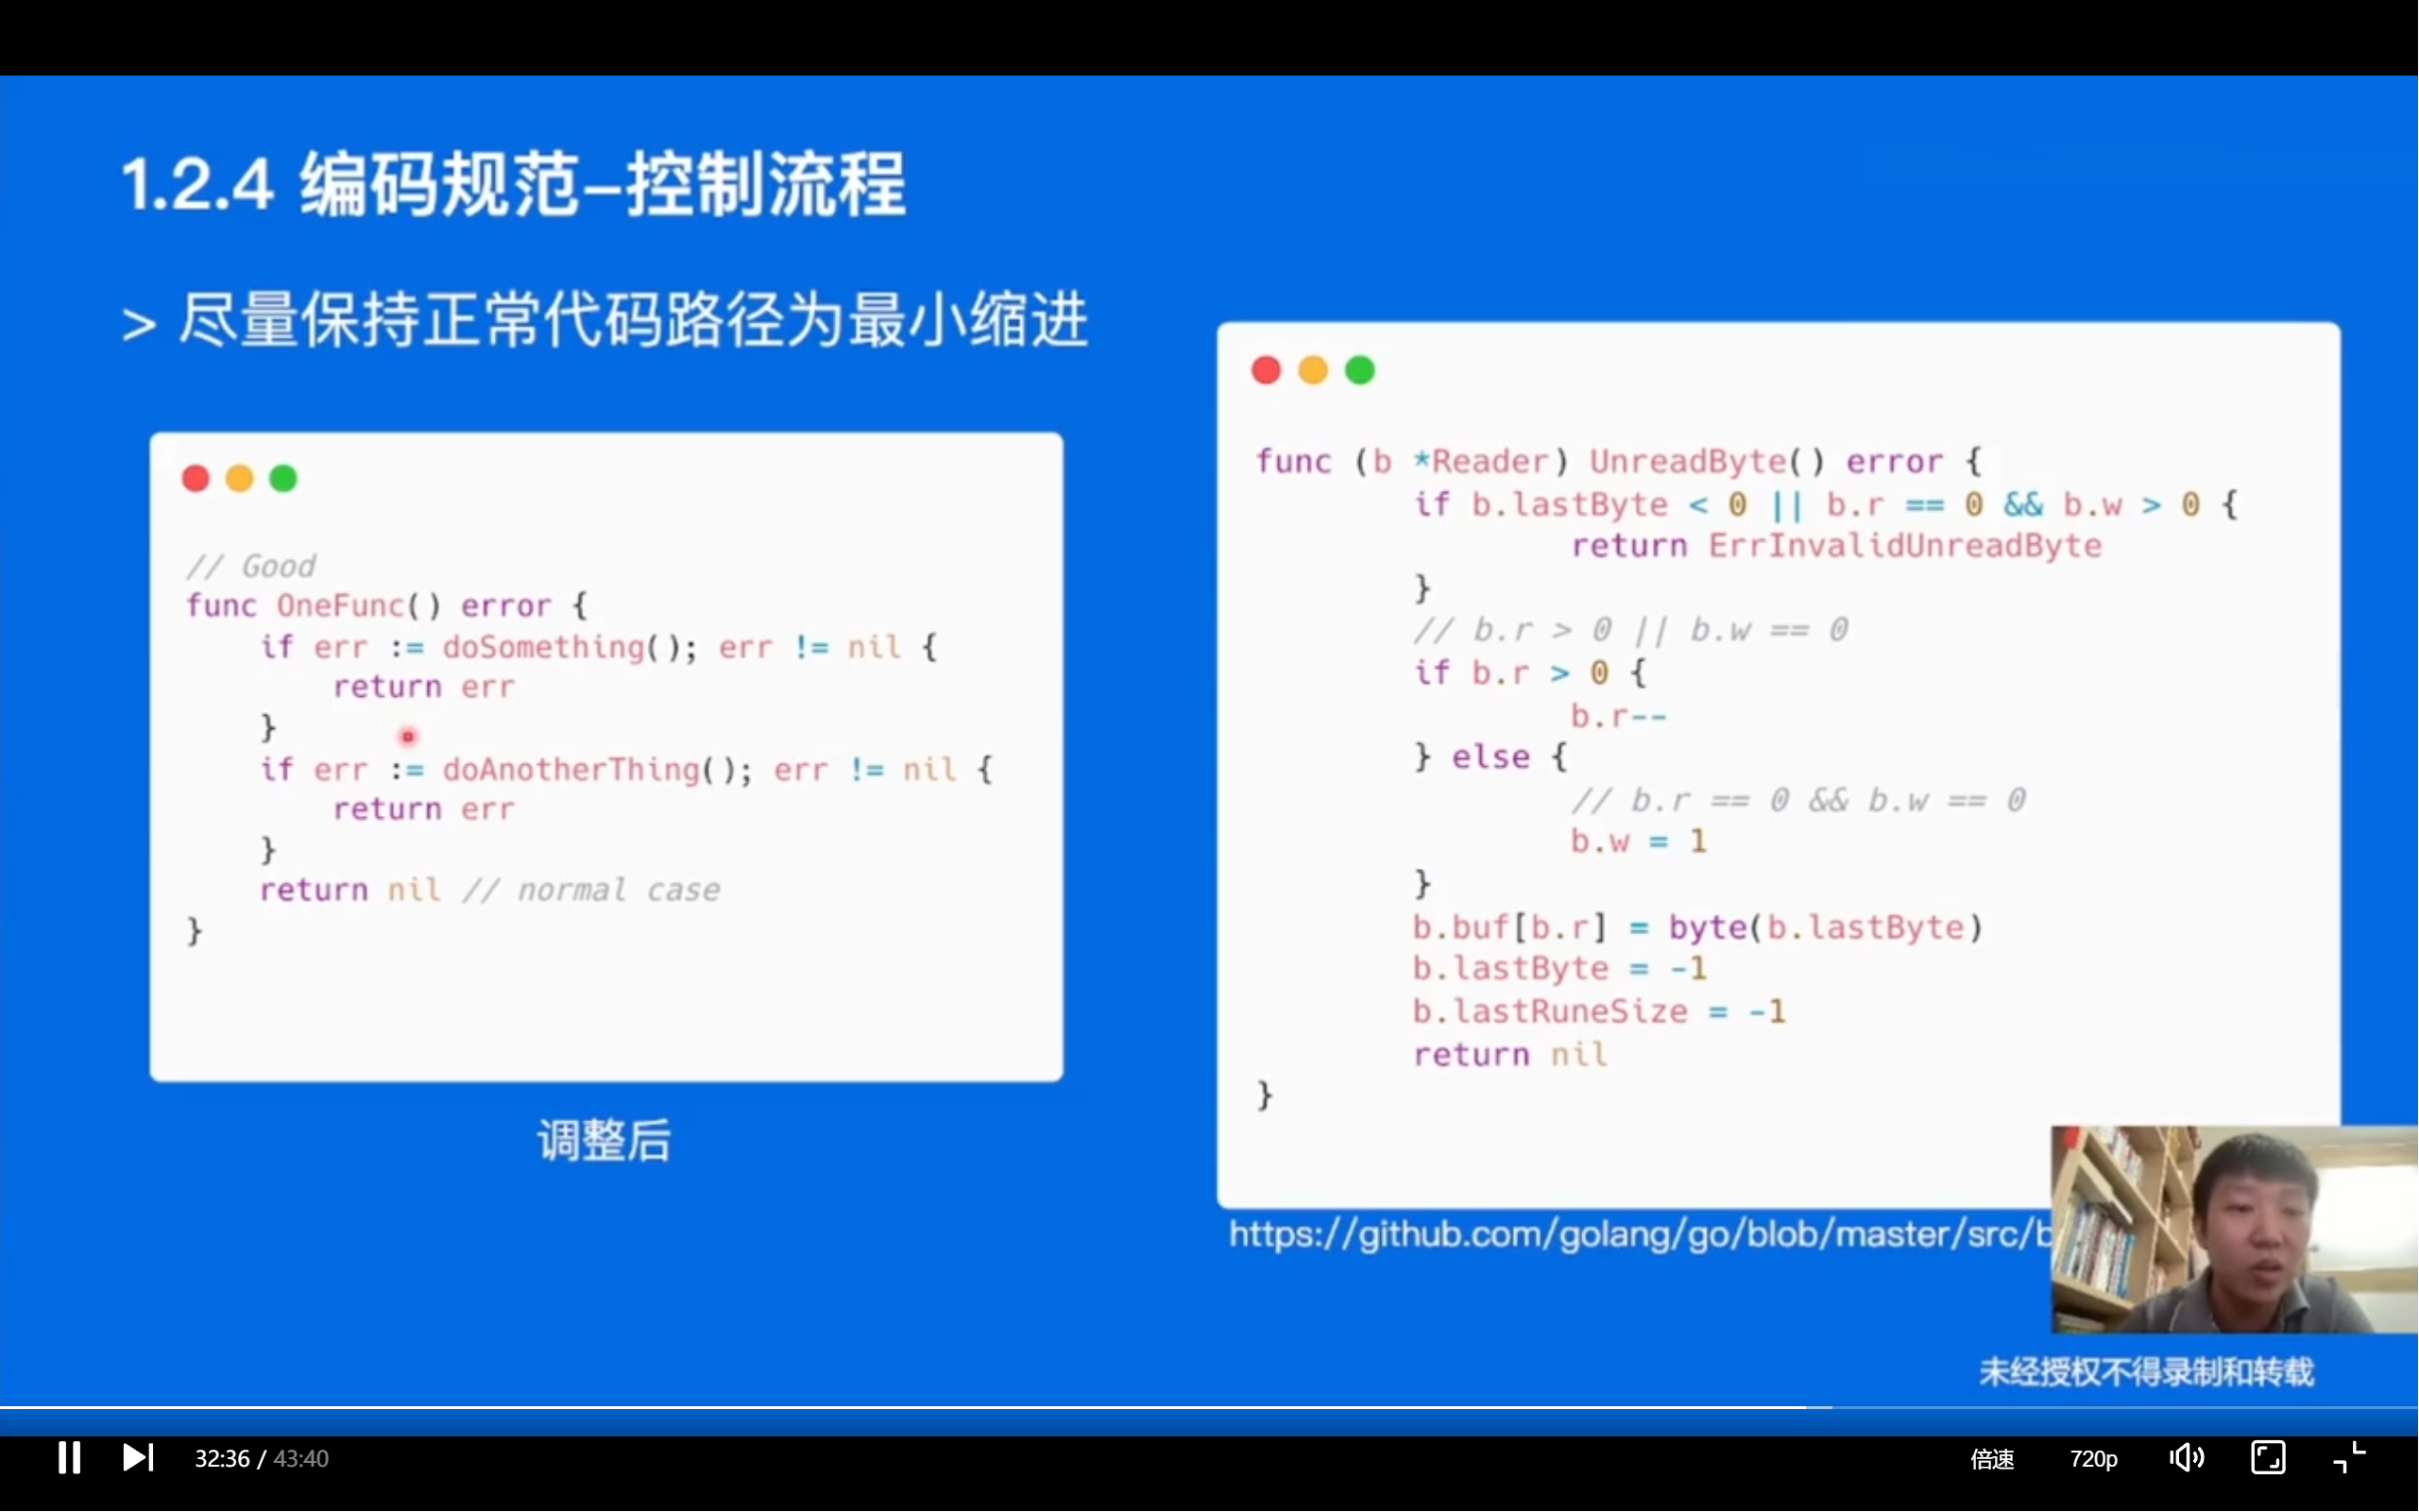 1.2.4 编码规范–控制流程
> 尽量保持正常代码路径为最小缩进
// Good
func OneFunc() error {
    if err := doSomething(); err != nil {
        return err
    }
    if err := doAnotherThing(); err != nil {
        return err
    }
    return nil // normal case
}
调整后
func (b *Reader) UnreadByte() error {
        if b.lastByte < 0 || b.r == 0 && b.w > 0 {
                return ErrInvalidUnreadByte
        }
        // b.r > 0 || b.w == 0
        if b.r > 0 {
                b.r--
        } else {
                // b.r == 0 && b.w == 0
                b.w = 1
        }
        b.buf[b.r] = byte(b.lastByte)
        b.lastByte = -1
        b.lastRuneSize = -1
        return nil
}
https://github.com/golang/go/blob/master/src/b
未经授权不得录制和转载
32:36 / 43:40
倍速
720p